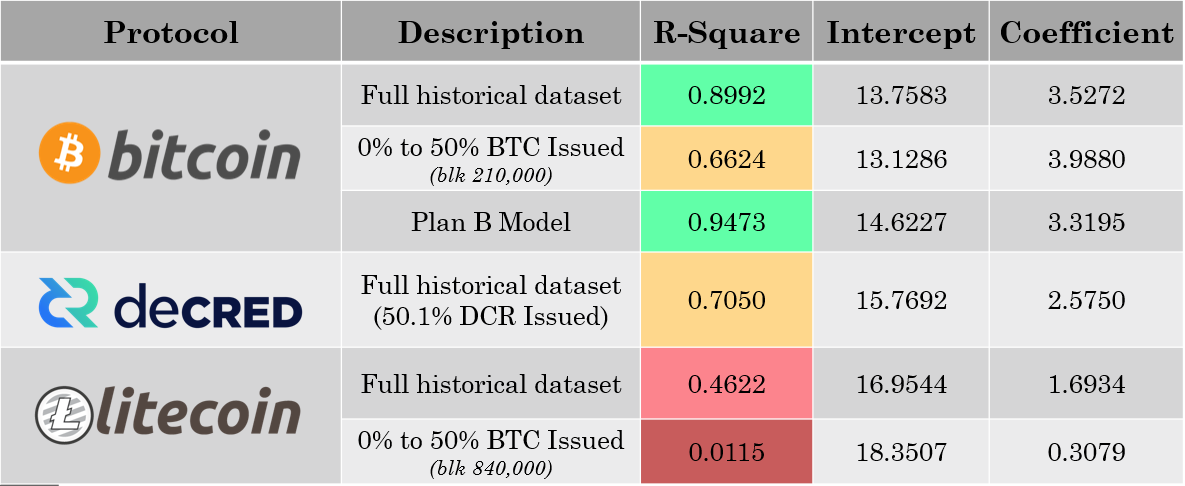 Protocol Description R-Square Intercept Coefficient
bitcoin
Full historical dataset 0.8992 13.7583 3.5272
0% to 50% BTC Issued 0.6624 13.1286 3.9880
(blk 210,000)
Plan B Model 0.9473 14.6227 3.3195
decred
Full historical dataset 0.7050 15.7692 2.5750
(50.1% DCR Issued)
litecoin
Full historical dataset 0.4622 16.9544 1.6934
0% to 50% BTC Issued 0.0115 18.3507 0.3079
(blk 840,000)